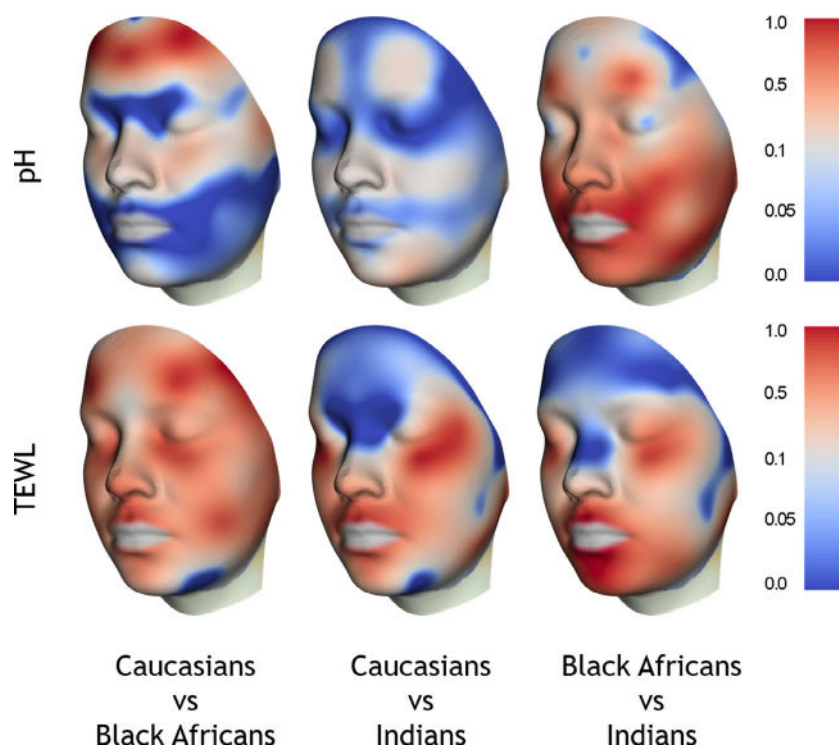 pH
1.0
0.5
0.1
0.05
0.0
TEWL
1.0
0.5
0.1
0.05
0.0
Caucasians
vs
Black Africans
Caucasians
vs
Indians
Black Africans
vs
Indians